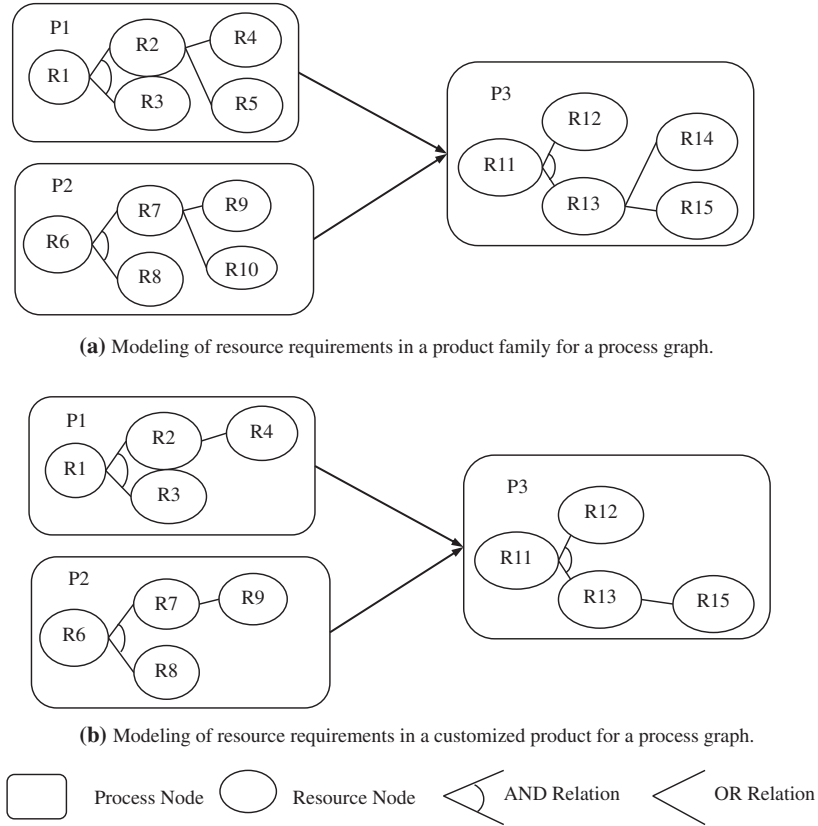 P1
R1
R2
R3
R4
R5
P2
R6
R7
R8
R9
R10
P3
R11
R12
R13
R14
R15
(a) Modeling of resource requirements in a product family for a process graph.
P1
R1
R2
R3
R4
P2
R6
R7
R8
R9
P3
R11
R12
R13
R15
(b) Modeling of resource requirements in a customized product for a process graph.
Process Node
Resource Node
AND Relation
OR Relation